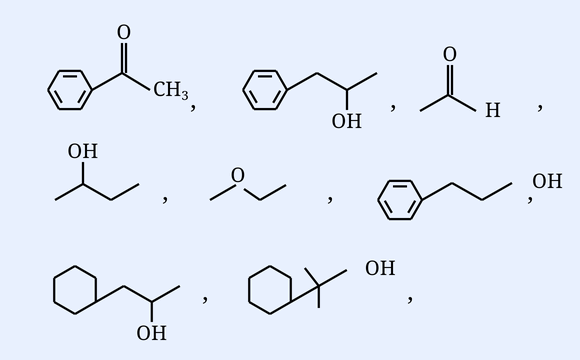 O
CH₃ ,
OH , O H ,
OH , O , , OH
OH , OH ,